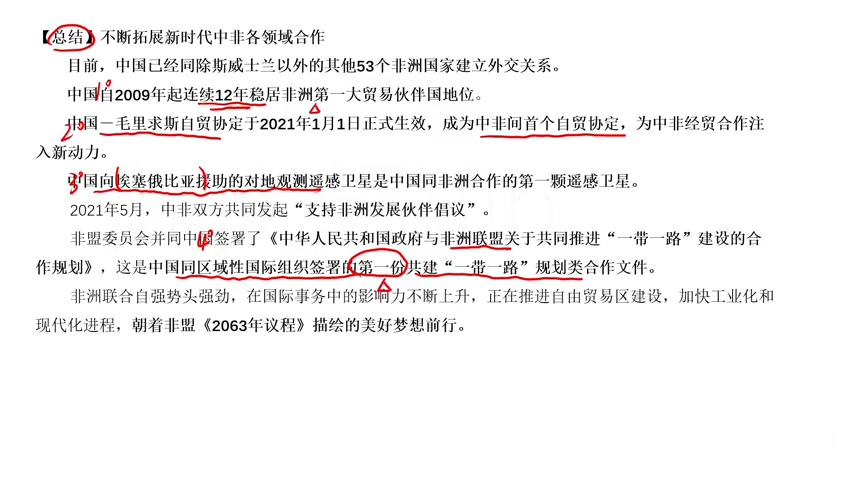 【总结】不断拓展新时代中非各领域合作
目前，中国已经同除斯威士兰以外的其他53个非洲国家建立外交关系。
1° 中国自2009年起连续12年稳居非洲第一大贸易伙伴国地位。
2° 中国－毛里求斯自贸协定于2021年1月1日正式生效，成为中非间首个自贸协定，为中非经贸合作注
入新动力。
3° 中国向埃塞俄比亚援助的对地观测遥感卫星是中国同非洲合作的第一颗遥感卫星。
2021年5月，中非双方共同发起“支持非洲发展伙伴倡议”。
4° 非盟委员会并同中国签署了《中华人民共和国政府与非洲联盟关于共同推进“一带一路”建设的合
作规划》，这是中国同区域性国际组织签署的第一份共建“一带一路”规划类合作文件。
非洲联合自强势头强劲，在国际事务中的影响力不断上升，正在推进自由贸易区建设，加快工业化和
现代化进程，朝着非盟《2063年议程》描绘的美好梦想前行。